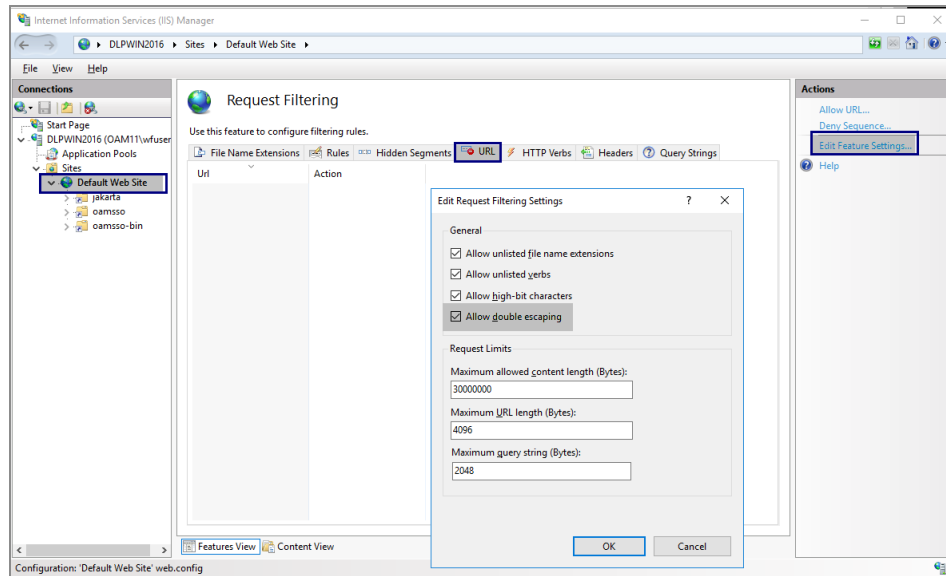 Internet Information Services (IIS) Manager
DLPWIN2016 Sites Default Web Site
File View Help
Connections
Start Page
DLPWIN2016 (OAM11\wfuser
Application Pools
Sites
Default Web Site
jakarta
oamsso
oamsso-bin
Request Filtering
Use this feature to configure filtering rules.
File Name Extensions Rules Hidden Segments URL HTTP Verbs Headers Query Strings
Url Action
Edit Request Filtering Settings ? ×
General
Allow unlisted file name extensions
Allow unlisted verbs
Allow high-bit characters
Allow double escaping
Request Limits
Maximum allowed content length (Bytes):
30000000
Maximum URL length (Bytes):
4096
Maximum query string (Bytes):
2048
OK Cancel
Features View Content View
Actions
Allow URL...
Deny Sequence...
Edit Feature Settings...
Help
Configuration: 'Default Web Site' web.config